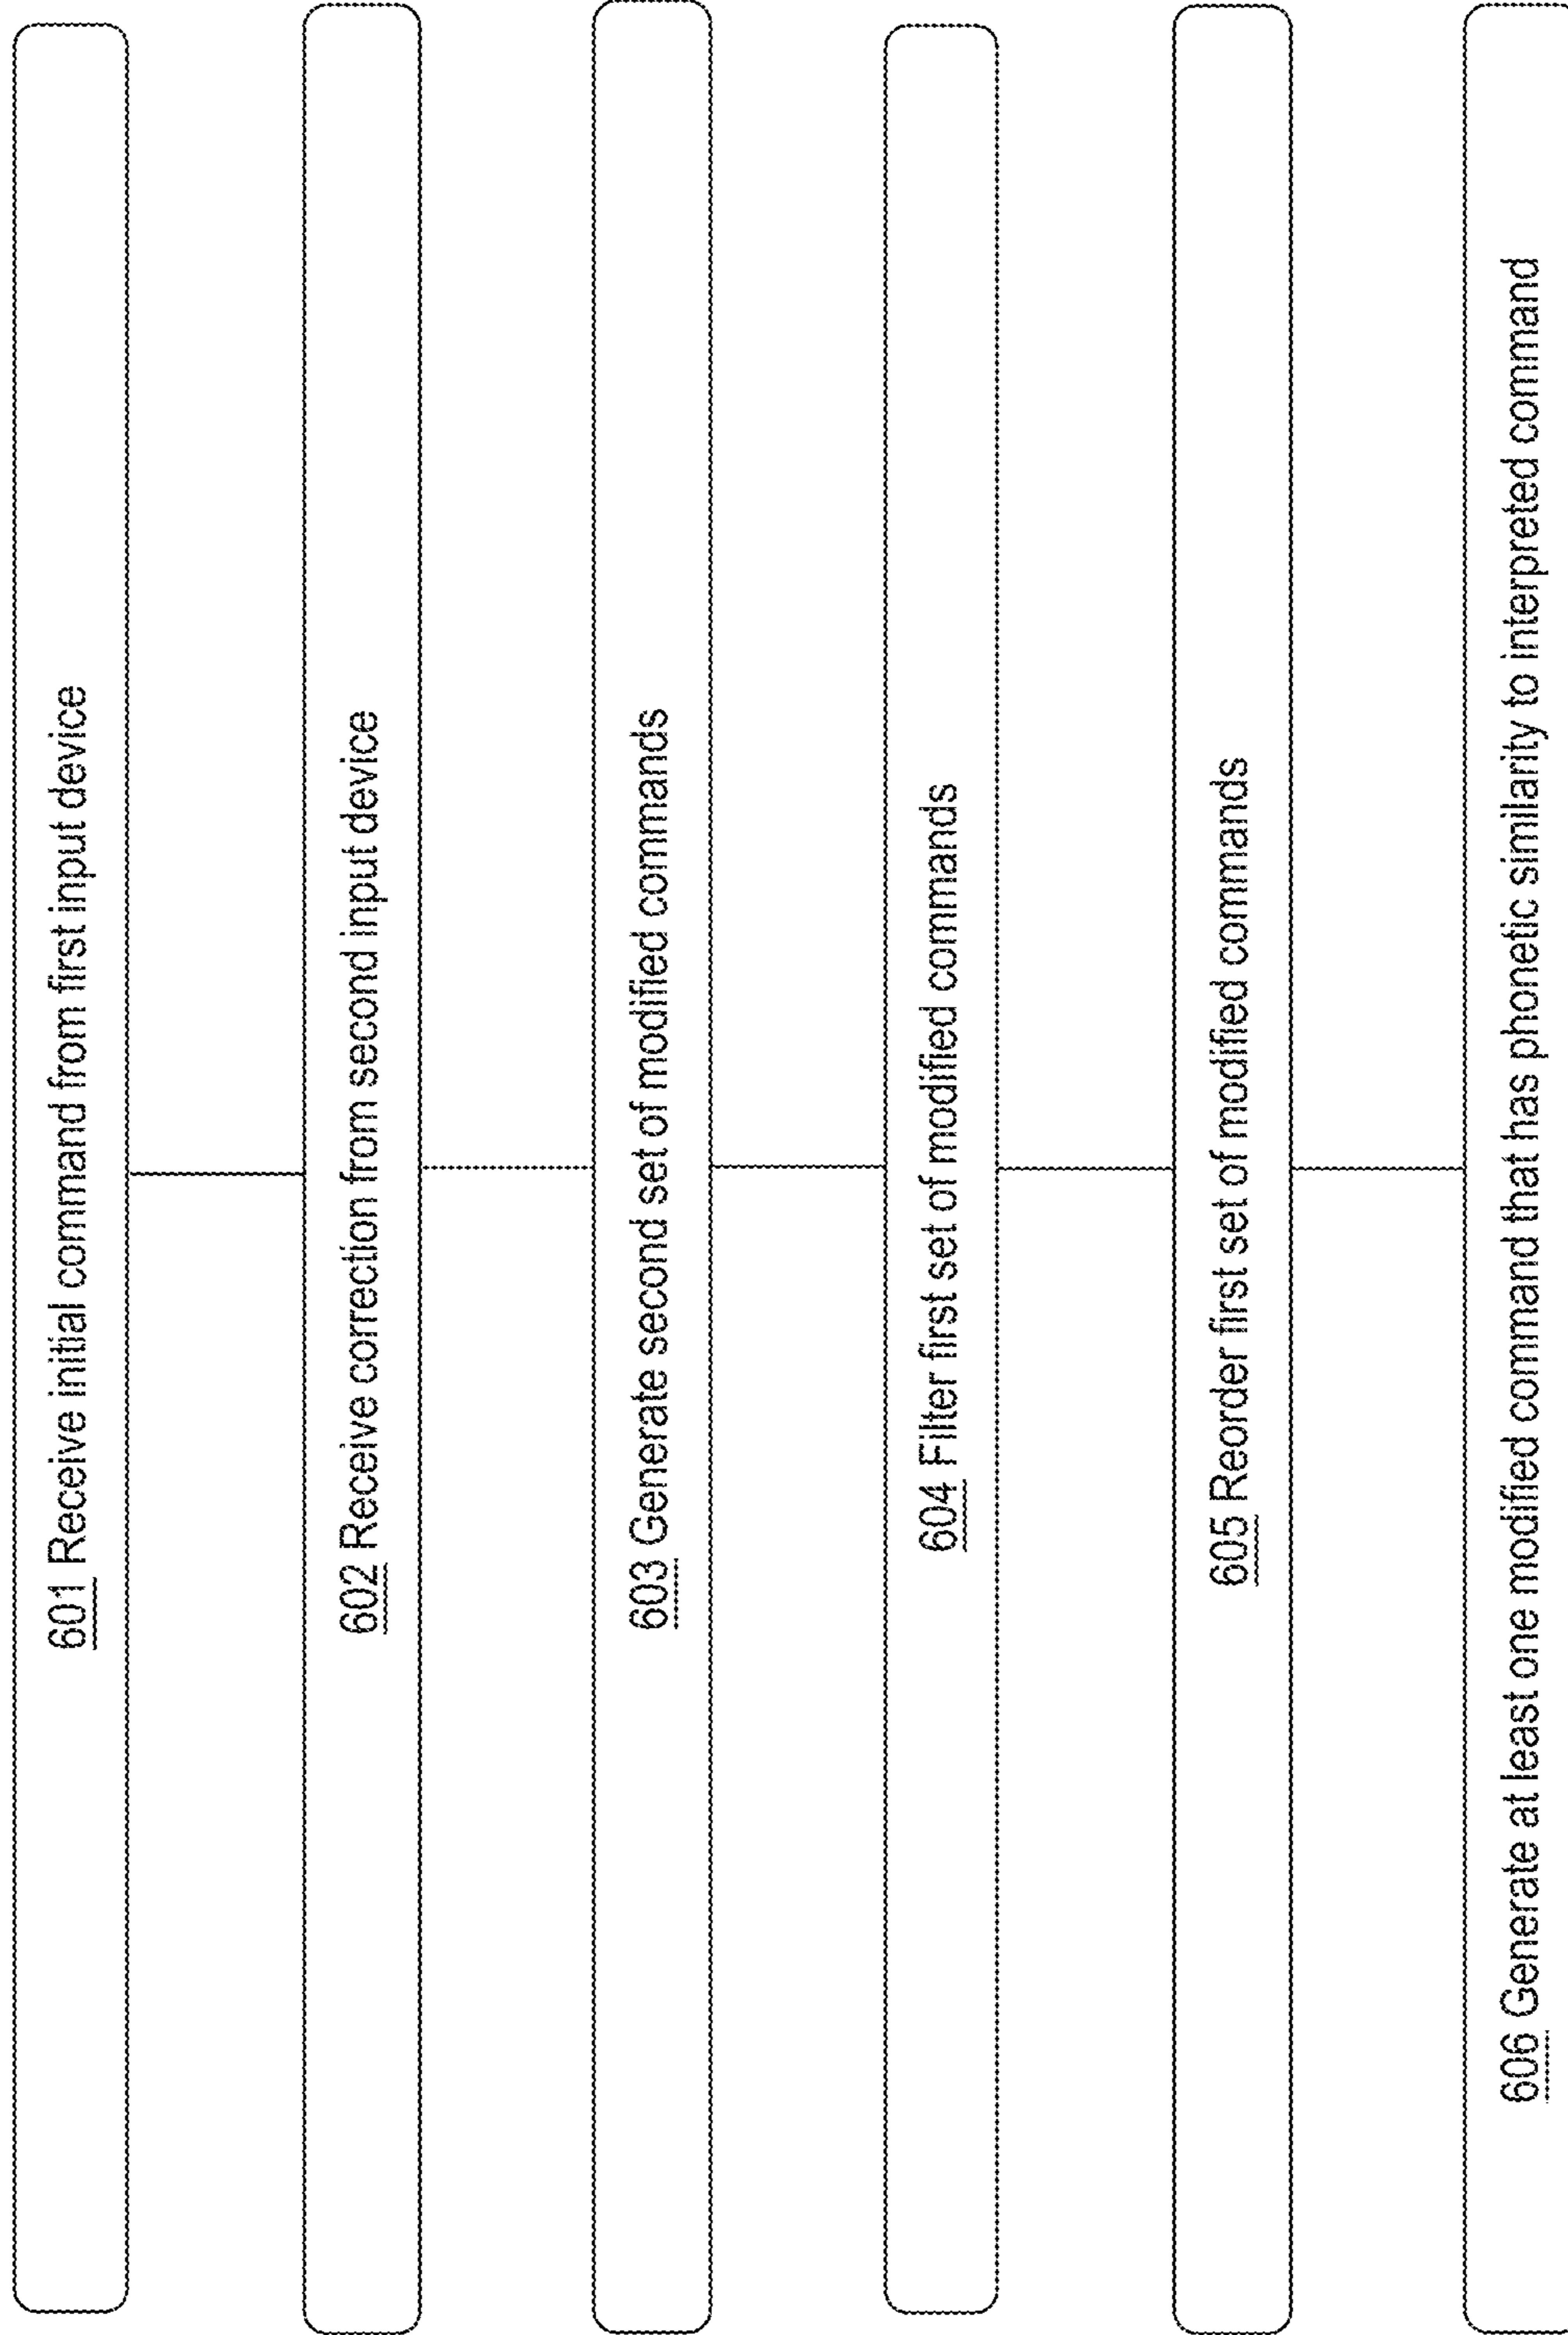 601 Receive initial command from first input device
602 Receive correction from second input device
603 Generate second set of modified commands
604 Filter first set of modified commands
605 Reorder first set of modified commands
606 Generate at least one modified command that has phonetic similarity to interpreted command